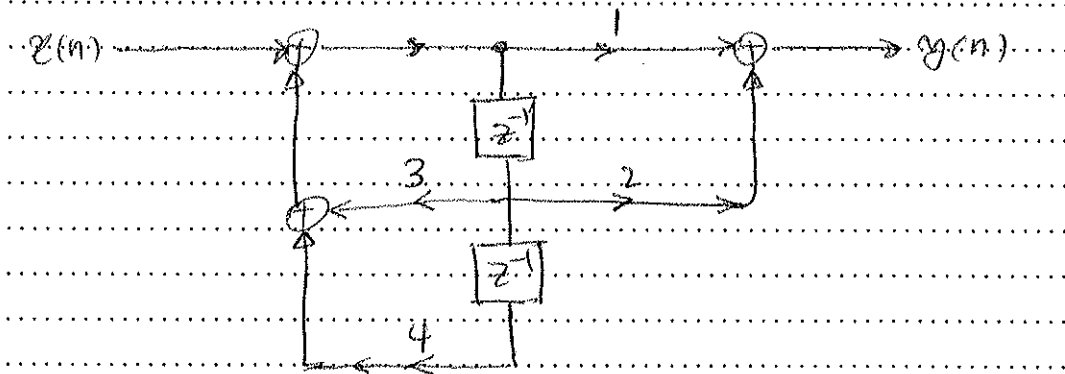 1
x(n) + + y(n)
z⁻¹
3 2
+
z⁻¹
4